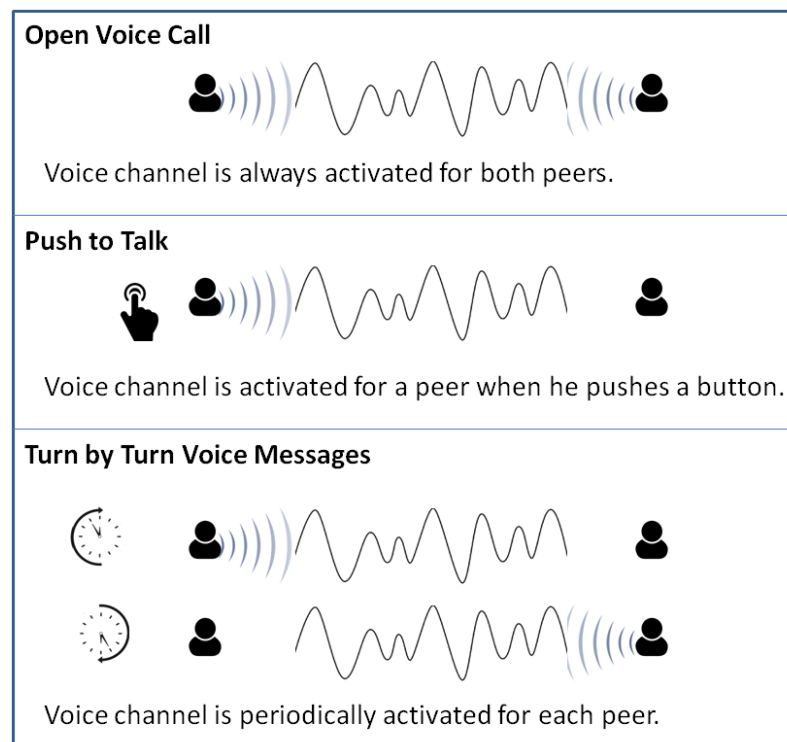 Open Voice Call
Voice channel is always activated for both peers.
Push to Talk
Voice channel is activated for a peer when he pushes a button.
Turn by Turn Voice Messages
Voice channel is periodically activated for each peer.